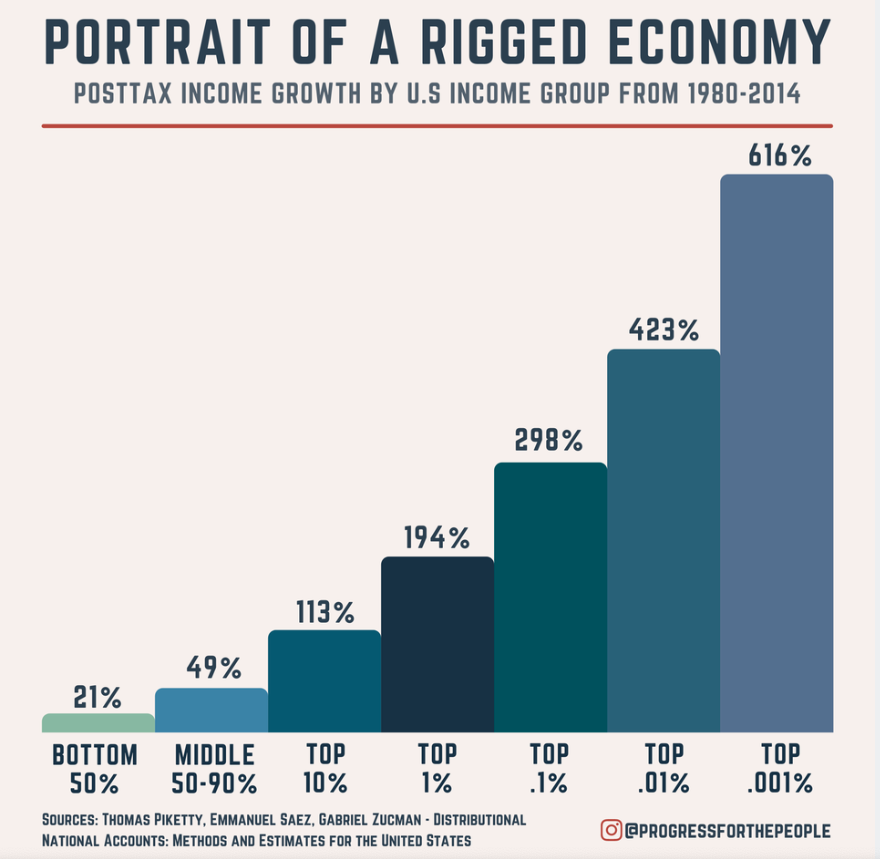 PORTRAIT OF A RIGGED ECONOMY
POSTTAX INCOME GROWTH BY U.S INCOME GROUP FROM 1980-2014
616%
423%
298%
194%
113%
49%
21%
BOTTOM 50%
MIDDLE 50-90%
TOP 10%
TOP 1%
TOP .1%
TOP .01%
TOP .001%
SOURCES: THOMAS PIKETTY, EMMANUEL SAEZ, GABRIEL ZUCMAN - DISTRIBUTIONAL
NATIONAL ACCOUNTS: METHODS AND ESTIMATES FOR THE UNITED STATES
@PROGRESSFORTHEPEOPLE